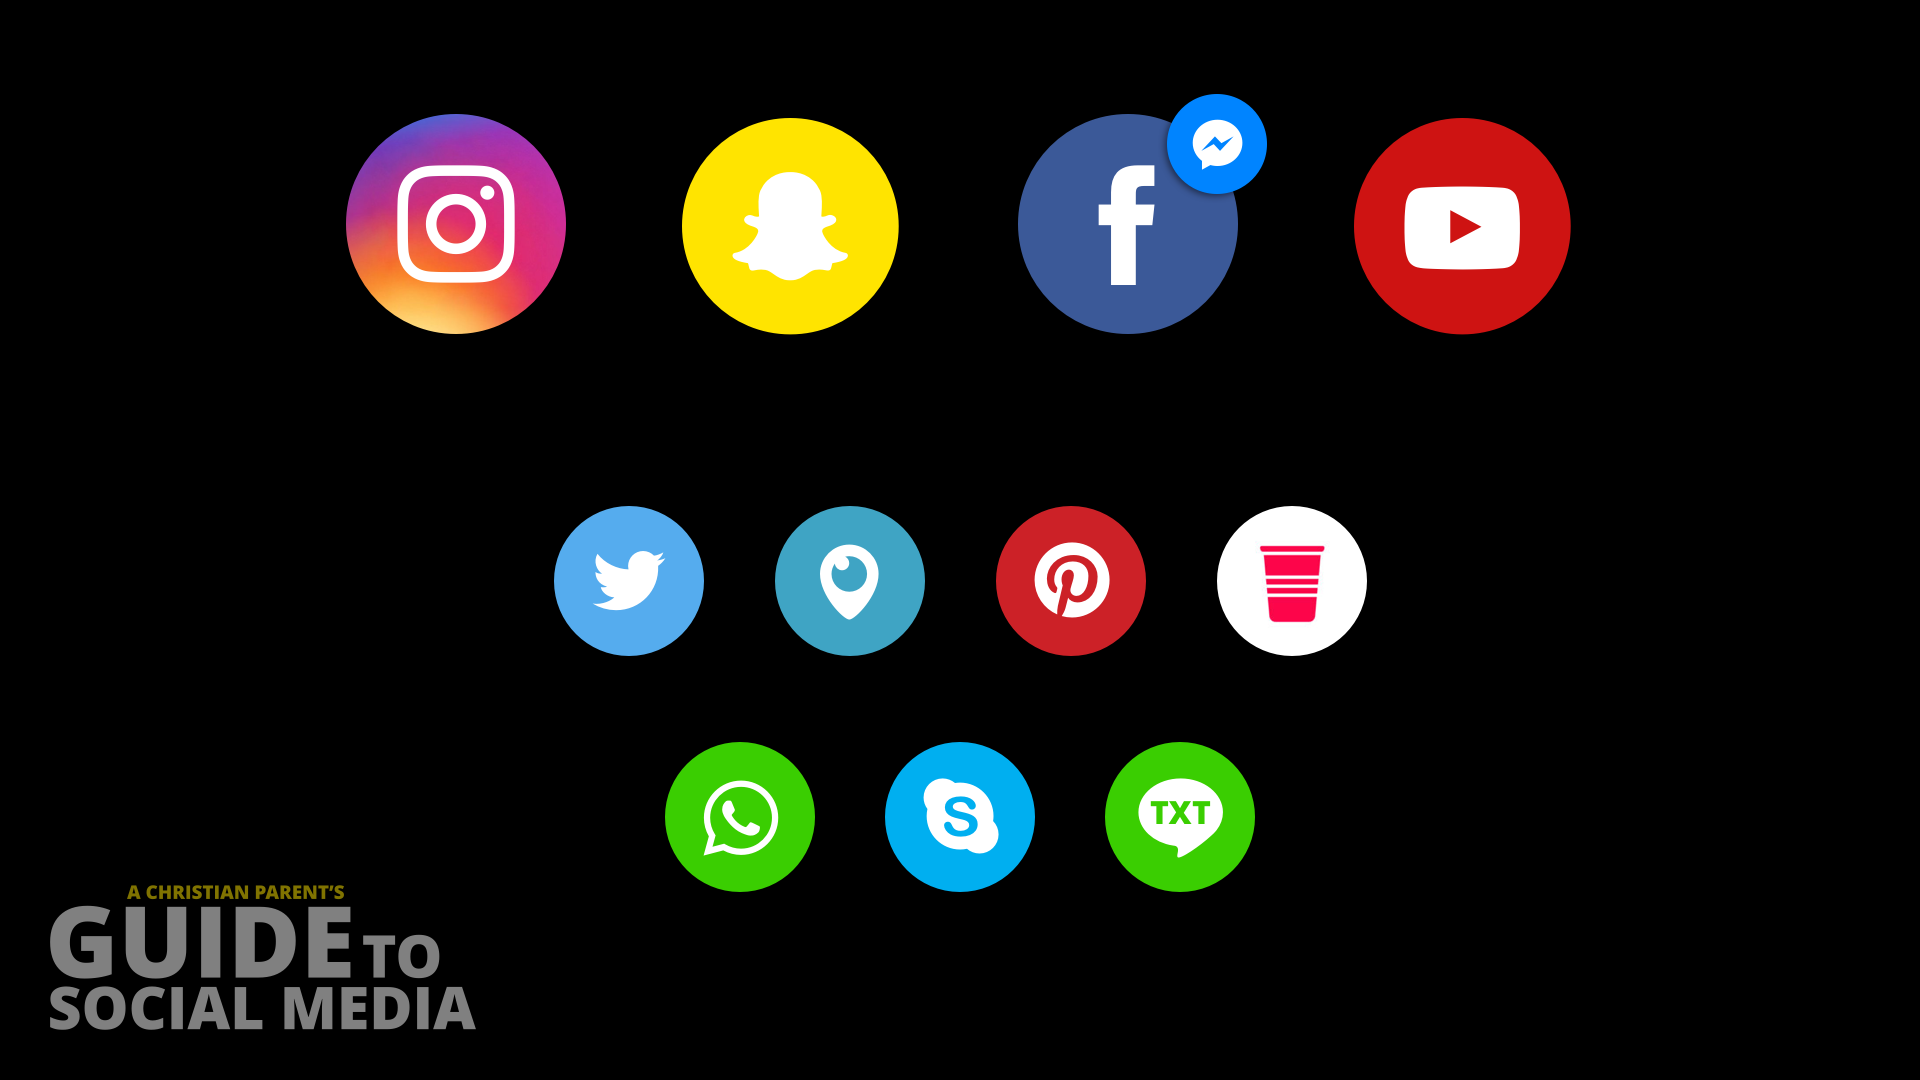 f
S
TXT
A CHRISTIAN PARENT’S
GUIDE TO
SOCIAL MEDIA